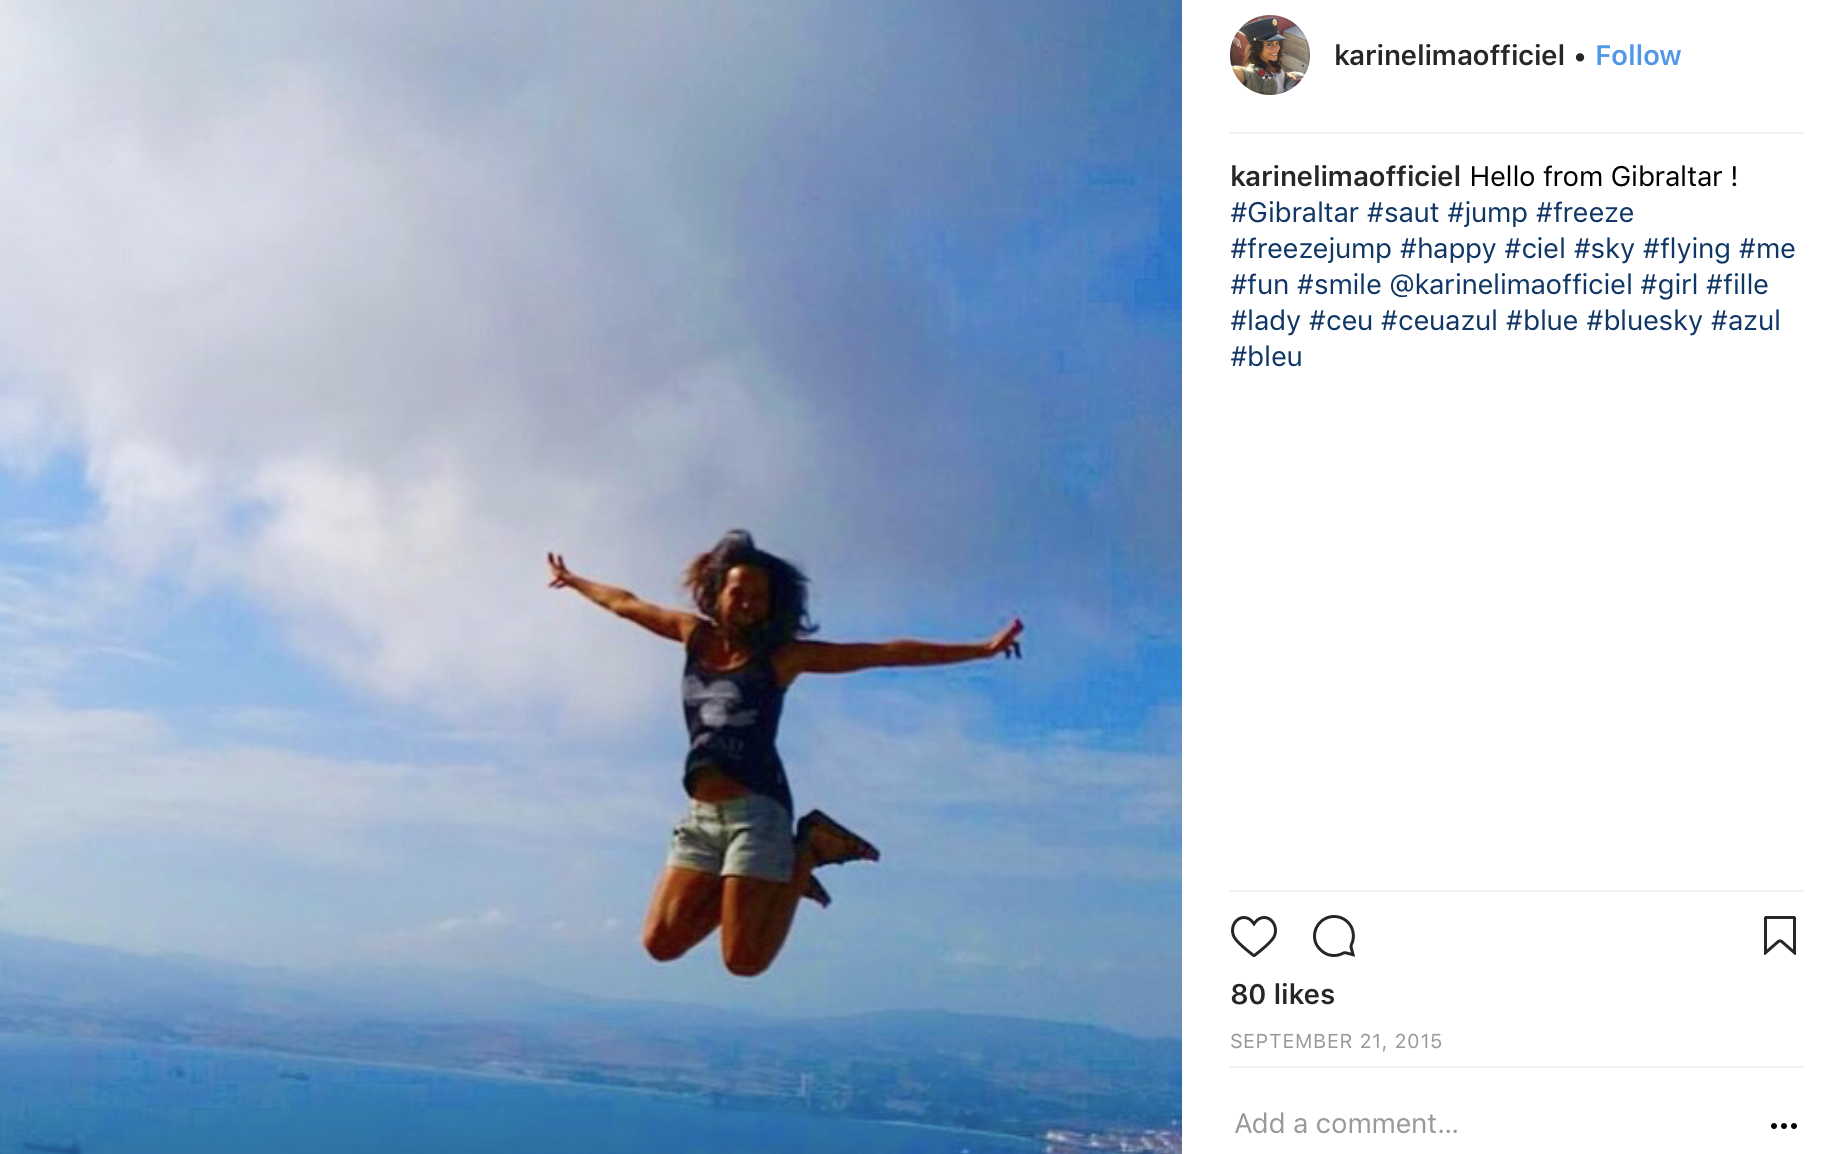 karinelimaofficiel • Follow
karinelimaofficiel Hello from Gibraltar !
#Gibraltar #saut #jump #freeze
#freezejump #happy #ciel #sky #flying #me
#fun #smile @karinelimaofficiel #girl #fille
#lady #ceu #ceuazul #blue #bluesky #azul
#bleu
80 likes
SEPTEMBER 21, 2015
Add a comment...